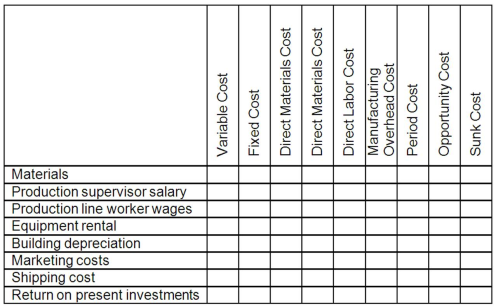 Variable Cost
Fixed Cost
Direct Materials Cost
Direct Materials Cost
Direct Labor Cost
Manufacturing
Overhead Cost
Period Cost
Opportunity Cost
Sunk Cost
Materials
Production supervisor salary
Production line worker wages
Equipment rental
Building depreciation
Marketing costs
Shipping cost
Return on present investments